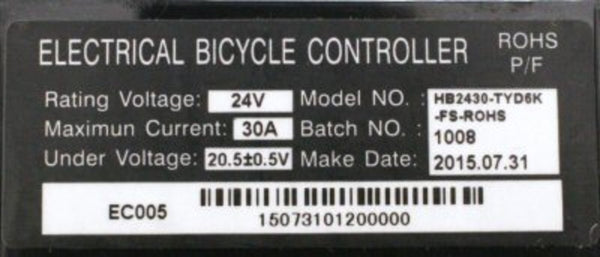 ELECTRICAL BICYCLE CONTROLLER ROHS P/F
Rating Voltage: 24V Model NO. : HB2430-TYD6K
Maximun Current: 30A Batch NO. : -FS-ROHS
1008
Under Voltage: 20.5±0.5V Make Date: 2015.07.31
EC005
15073101200000